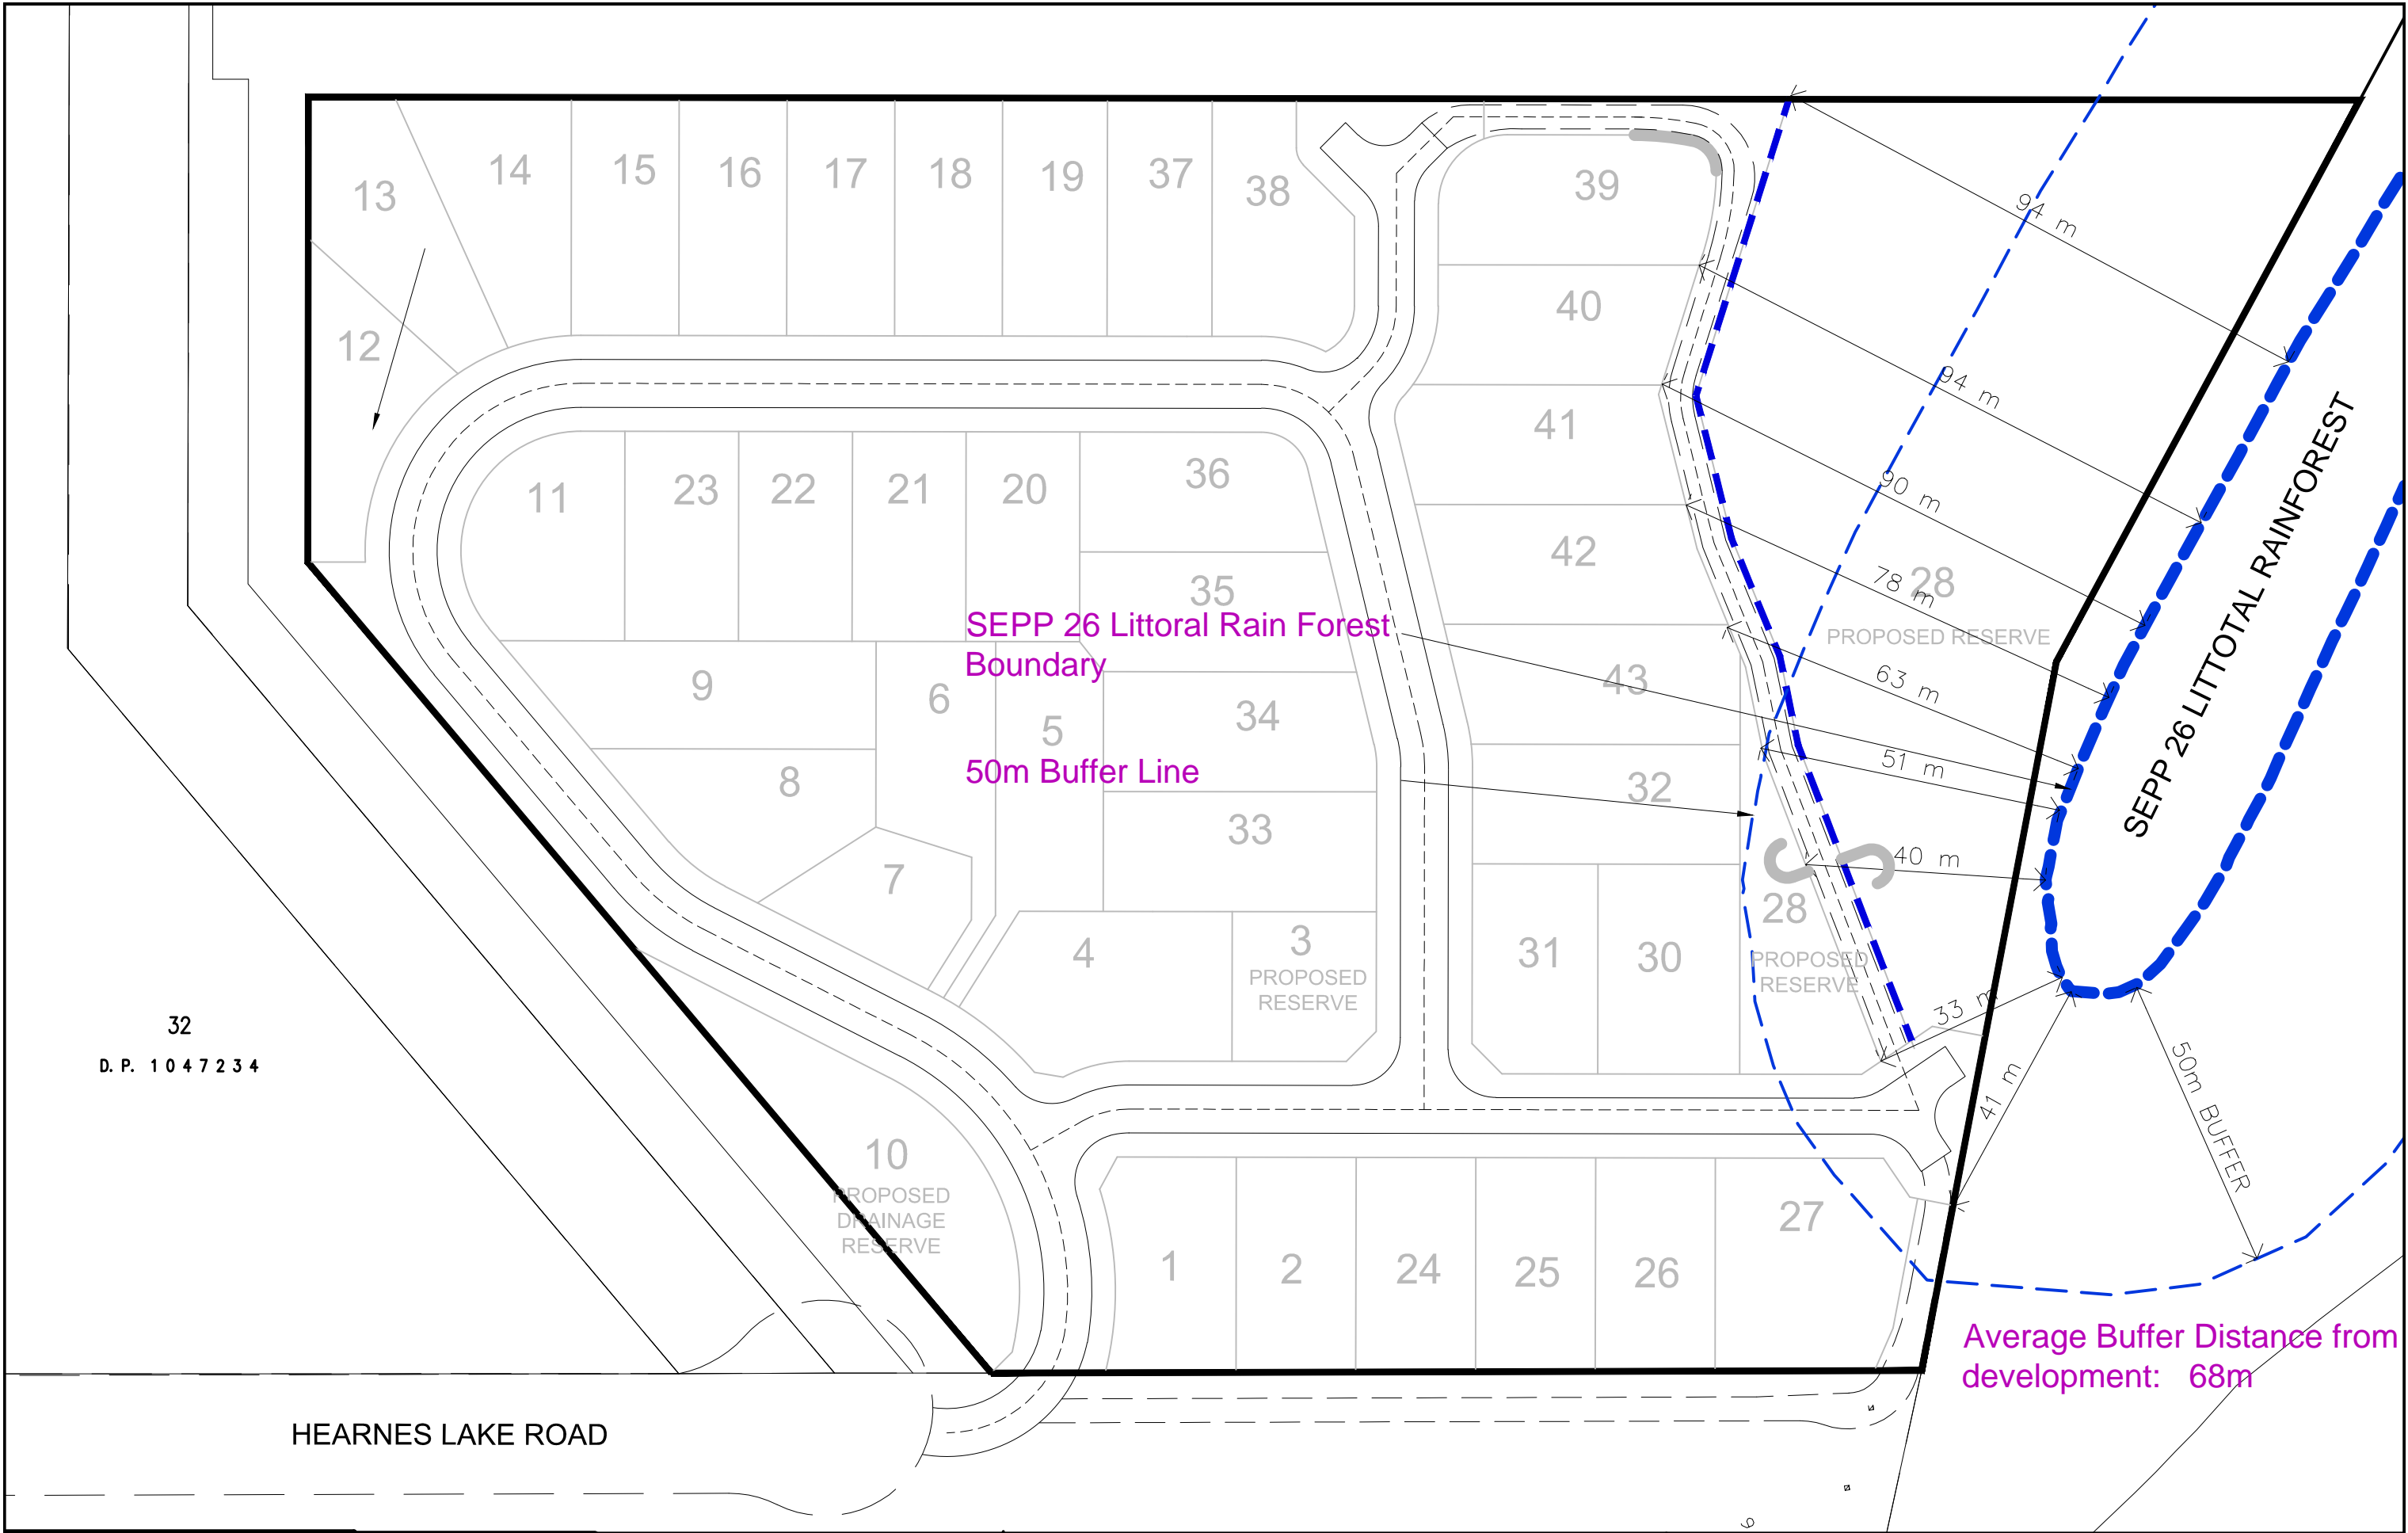 13
14
15
16
17
18
19
37
38
39
94 m
12
40
94 m
41
11
23
22
21
20
36
90 m
42
35
78 m
28
PROPOSED RESERVE
SEPP 26 LITTOTAL RAINFOREST
SEPP 26 Littoral Rain Forest
Boundary
9
6
5
34
43
63 m
50m Buffer Line
8
32
51 m
33
40 m
7
28
PROPOSED
RESERVE
4
3
PROPOSED
RESERVE
31
30
33 m
32
D. P. 1 0 4 7 2 3 4
41 m
50m BUFFER
10
PROPOSED
DRAINAGE
RESERVE
1
2
24
25
26
27
Average Buffer Distance from
development: 68m
HEARNES LAKE ROAD